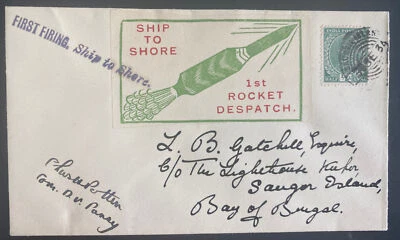 SHIP
TO
SHORE
FIRST FIRING. Ship to Shore.
1st
ROCKET
DESPATCH.
L. B. Gatchell, Esquire,
C/o The Lighthouse Keeper,
Saugor Island,
Bay of Bengal.
Com.